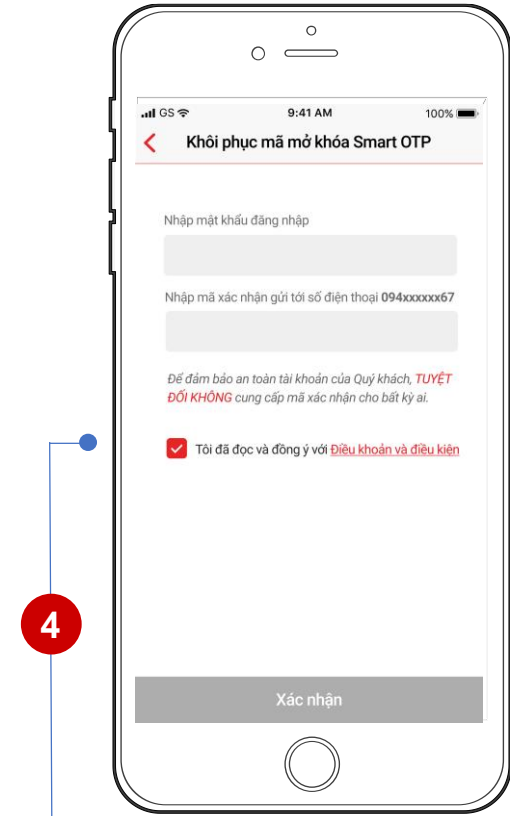 GS 9:41 AM 100%
Khôi phục mã mở khóa Smart OTP
Nhập mật khẩu đăng nhập
Nhập mã xác nhận gửi tới số điện thoại 094xxxxxx67
Để đảm bảo an toàn tài khoản của Quý khách, TUYỆT
ĐỐI KHÔNG cung cấp mã xác nhận cho bất kỳ ai.
Tôi đã đọc và đồng ý với Điều khoản và điều kiện
4
Xác nhận